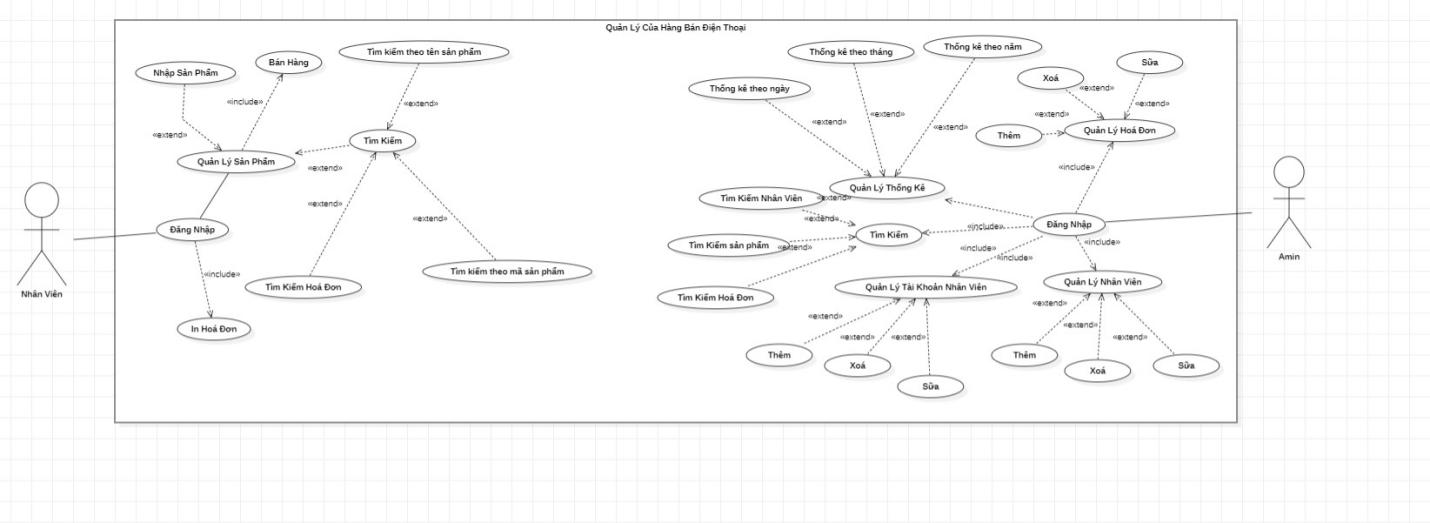 Quản Lý Của Hàng Bán Điện Thoại
Nhập Sản Phẩm
Bán Hàng
Tìm kiếm theo tên sản phẩm
«include»
«extend»
«extend»
Quản Lý Sản Phẩm
Tìm Kiếm
«extend»
«extend»
«extend»
Đăng Nhập
«include»
Tìm Kiếm Hoá Đơn
Tìm kiếm theo mã sản phẩm
In Hoá Đơn
Nhân Viên
Thống kê theo ngày
Thống kê theo tháng
Thống kê theo năm
«extend»
«extend»
«extend»
Quản Lý Thống Kê
Xoá
Sữa
«extend»
«extend»
«extend»
Thêm
Quản Lý Hoá Đơn
«include»
Tìm Kiếm Nhân Viên
«extend»
«extend»
Tìm Kiếm sản phẩm
«extend»
Tìm Kiếm
Tìm Kiếm Hoá Đơn
Đăng Nhập
«include»
«include»
«include»
«include»
Quản Lý Tài Khoản Nhân Viên
Quản Lý Nhân Viên
«extend»
«extend»
«extend»
Thêm
Xoá
Sữa
«extend»
«extend»
«extend»
Thêm
Xoá
Sữa
Amin